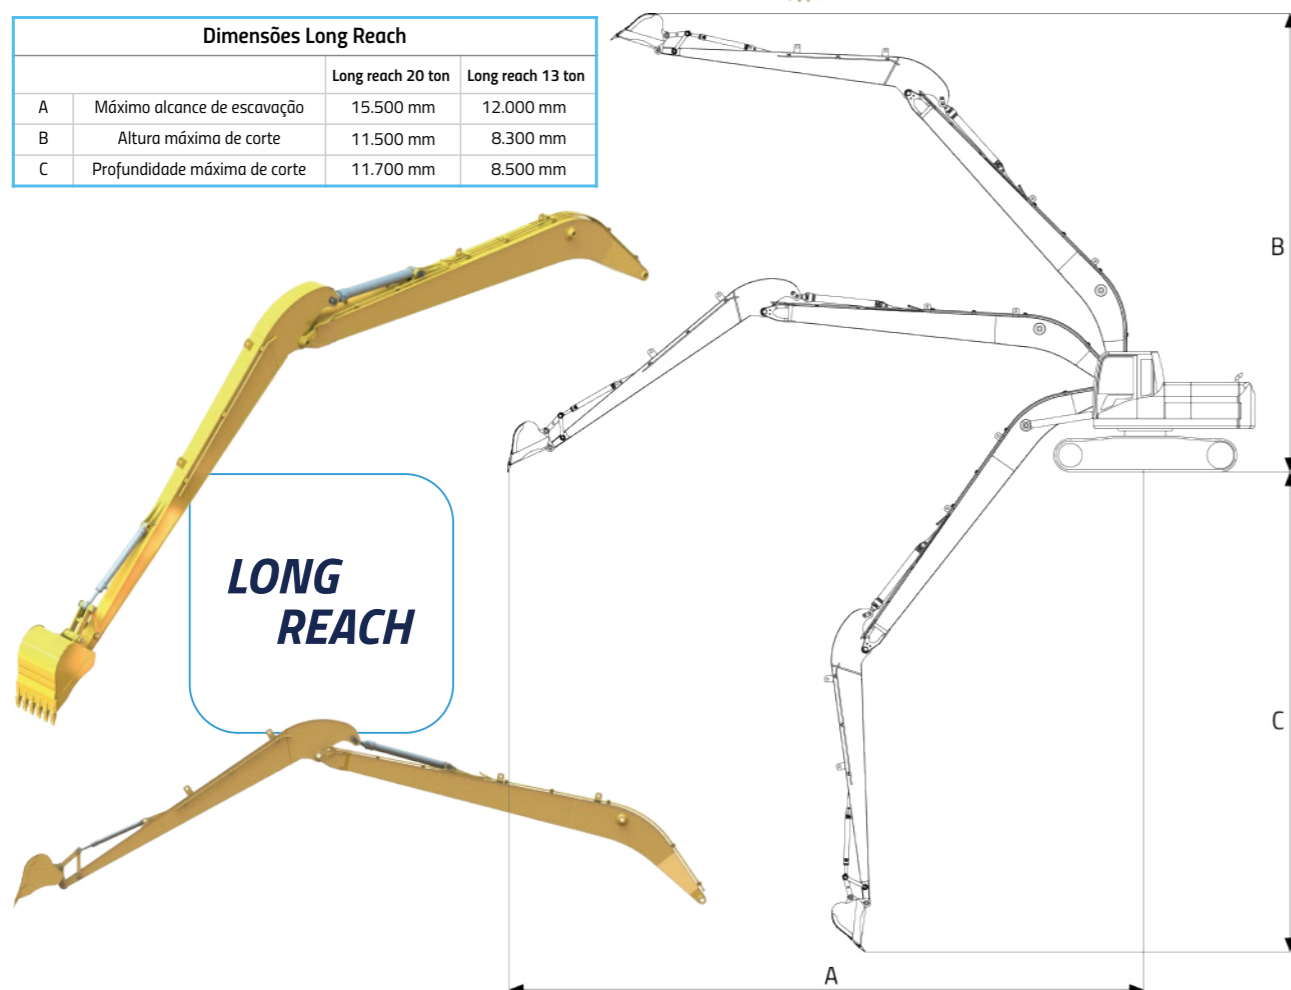 Dimensões Long Reach
Long reach 20 ton Long reach 13 ton
A Máximo alcance de escavação 15.500 mm 12.000 mm
B Altura máxima de corte 11.500 mm 8.300 mm
C Profundidade máxima de corte 11.700 mm 8.500 mm
B
LONG
REACH
C
A